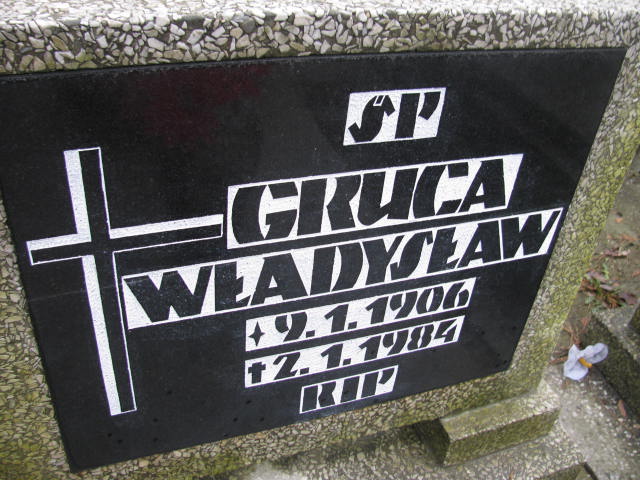 ŚP
GRUCA
WŁADYSŁAW
9.1.1906
✝2.1.1984
RIP